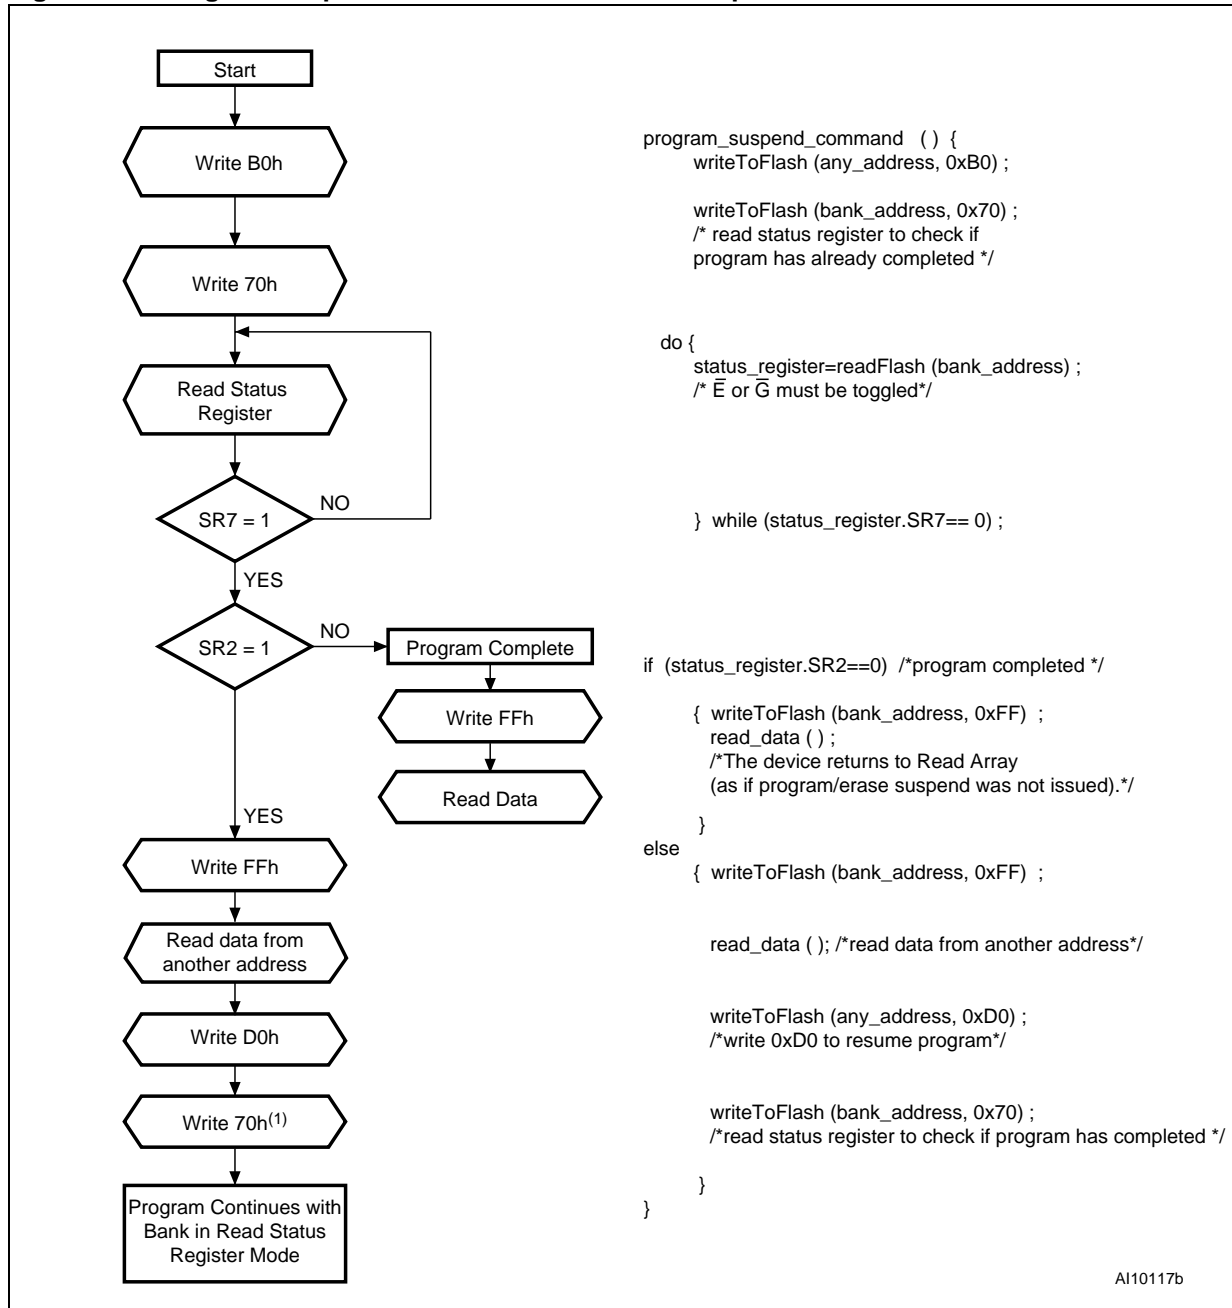 Start
Write B0h
Write 70h
Read Status
Register
SR7 = 1
NO
YES
SR2 = 1
NO
Program Complete
Write FFh
Read Data
YES
Write FFh
Read data from
another address
Write D0h
Write 70h(1)
Program Continues with
Bank in Read Status
Register Mode
program_suspend_command ( ) {
writeToFlash (any_address, 0xB0) ;
writeToFlash (bank_address, 0x70) ;
/* read status register to check if
program has already completed */
do {
status_register=readFlash (bank_address) ;
/* E̅ or G̅ must be toggled*/
} while (status_register.SR7== 0) ;
if (status_register.SR2==0) /*program completed */
{ writeToFlash (bank_address, 0xFF) ;
read_data ( ) ;
/*The device returns to Read Array
(as if program/erase suspend was not issued).*/
}
else
{ writeToFlash (bank_address, 0xFF) ;
read_data ( ); /*read data from another address*/
writeToFlash (any_address, 0xD0) ;
/*write 0xD0 to resume program*/
writeToFlash (bank_address, 0x70) ;
/*read status register to check if program has completed */
}
}
AI10117b